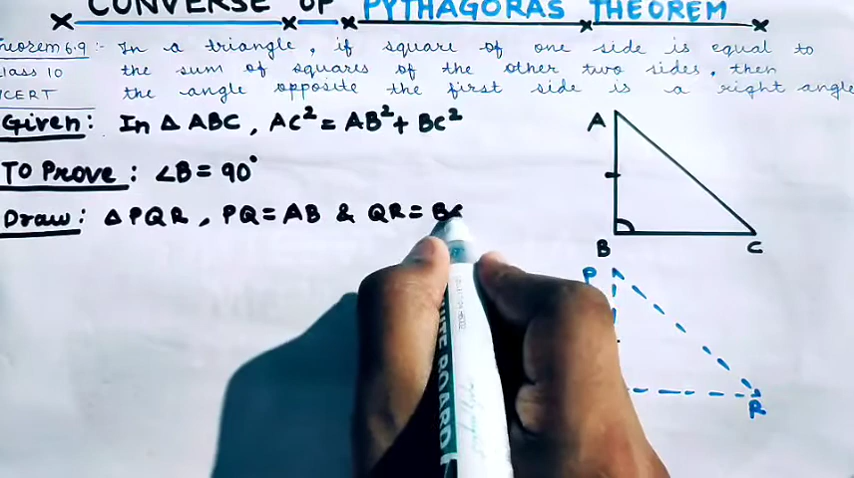 CONVERSE OF PYTHAGORAS THEOREM
Theorem 6.9:- In a triangle, if square of one side is equal to
Class 10 the sum of squares of the other two sides, then
NCERT the angle opposite the first side is a right angle
Given: In Δ ABC, AC² = AB² + BC²
To Prove: ∠B = 90°
Draw: Δ PQR, PQ = AB & QR = BC
A
B C
P
R
WHITE BOARD